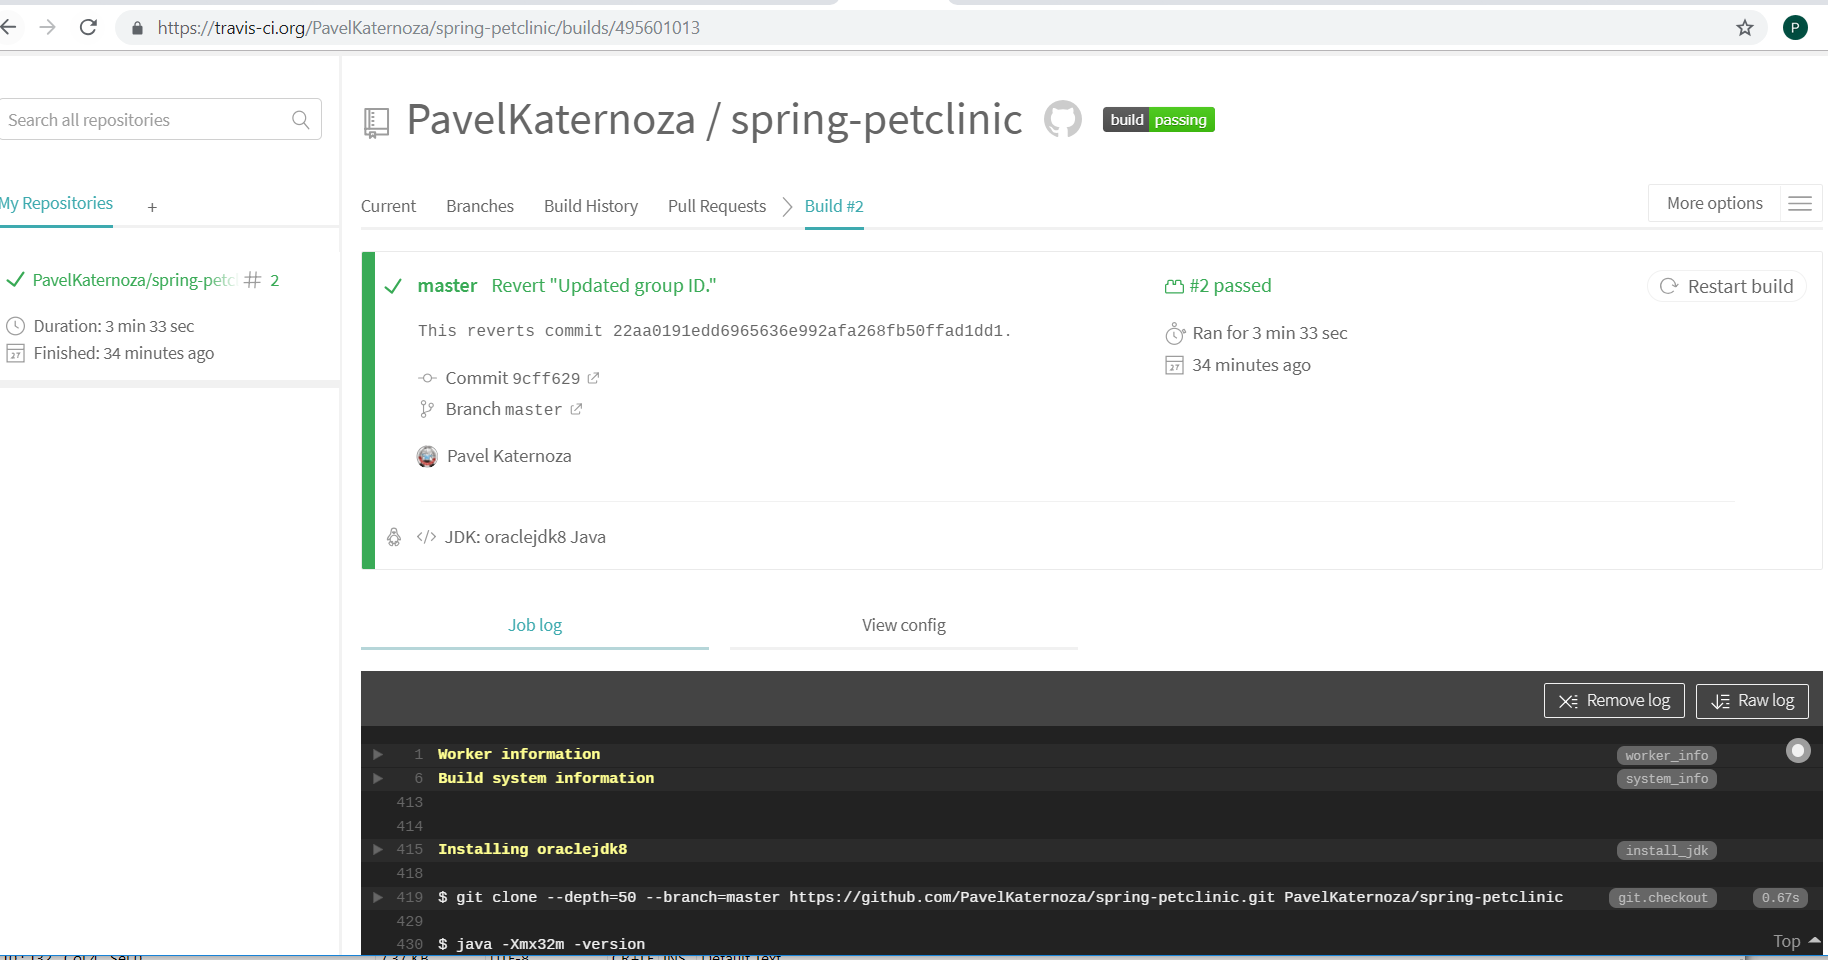 https://travis-ci.org/PavelKaternoza/spring-petclinic/builds/495601013
P
Search all repositories
My Repositories +
PavelKaternoza/spring-petc # 2
Duration: 3 min 33 sec
27 Finished: 34 minutes ago
PavelKaternoza / spring-petclinic build passing
Current Branches Build History Pull Requests Build #2
More options
master Revert "Updated group ID."
This reverts commit 22aa0191edd6965636e992afa268fb50ffad1dd1.
Commit 9cff629
Branch master
Pavel Katernoza
#2 passed
Ran for 3 min 33 sec
27 34 minutes ago
Restart build
</> JDK: oraclejdk8 Java
Job log View config
Remove log Raw log
1 Worker information worker_info
6 Build system information system_info
413
414
415 Installing oraclejdk8 install_jdk
418
419 $ git clone --depth=50 --branch=master https://github.com/PavelKaternoza/spring-petclinic.git PavelKaternoza/spring-petclinic git.checkout 0.67s
429
430 $ java -Xmx32m -version
Top